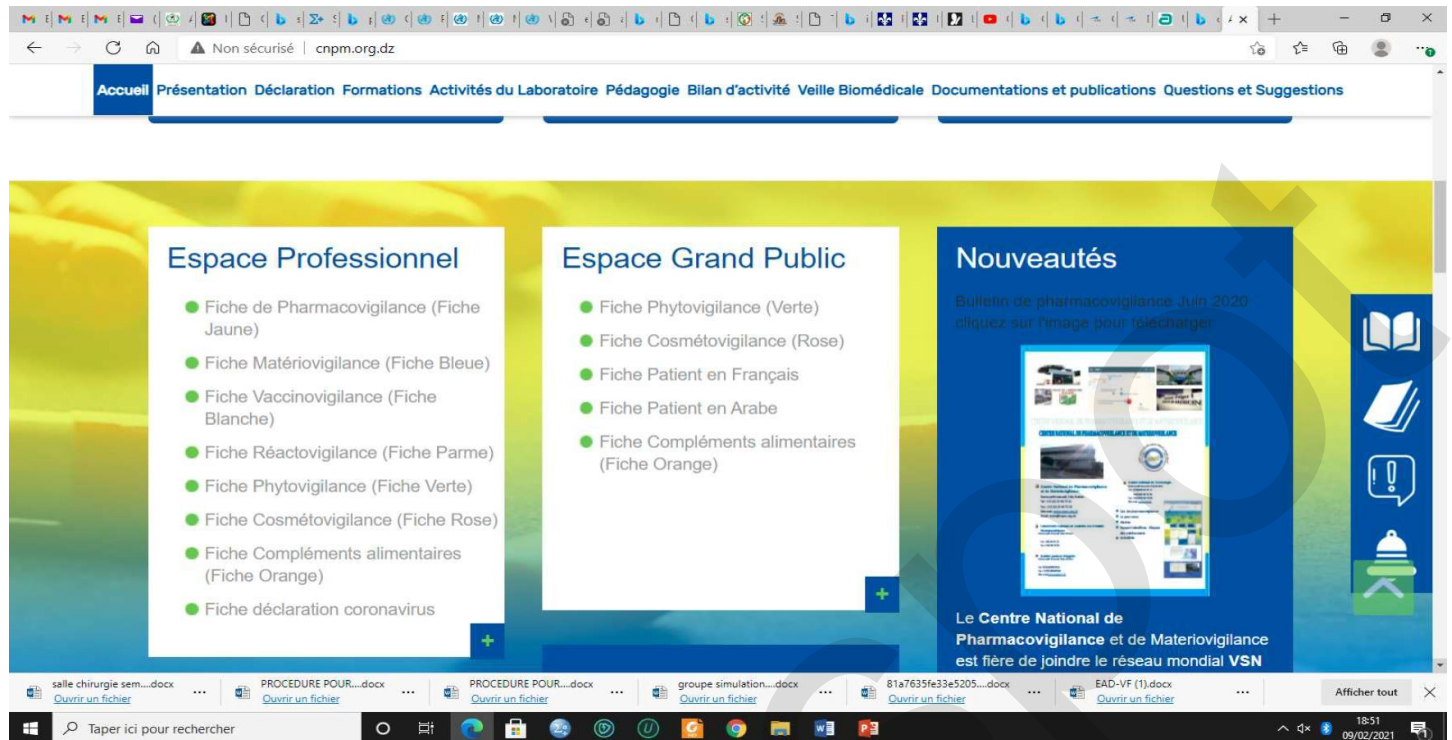 Non sécurisé | cnpm.org.dz
Accueil Présentation Déclaration Formations Activités du Laboratoire Pédagogie Bilan d'activité Veille Biomédicale Documentations et publications Questions et Suggestions
Espace Professionnel
Fiche de Pharmacovigilance (Fiche
Jaune)
Fiche Matériovigilance (Fiche Bleue)
Fiche Vaccinovigilance (Fiche
Blanche)
Fiche Réactovigilance (Fiche Parme)
Fiche Phytovigilance (Fiche Verte)
Fiche Cosmétovigilance (Fiche Rose)
Fiche Compléments alimentaires
(Fiche Orange)
Fiche déclaration coronavirus
+
Espace Grand Public
Fiche Phytovigilance (Verte)
Fiche Cosmétovigilance (Rose)
Fiche Patient en Français
Fiche Patient en Arabe
Fiche Compléments alimentaires
(Fiche Orange)
+
Nouveautés
Bulletin de pharmacovigilance Juin 2020
cliquez sur l'image pour télécharger
CENTRE NATIONAL DE PHARMACOVIGILANCE ET DE MATERIOVIGILANCE
Le Centre National de
Pharmacovigilance et de Materiovigilance
est fière de joindre le réseau mondial VSN
salle chirurgie sem....docx
Ouvrir un fichier
PROCEDURE POUR....docx
Ouvrir un fichier
PROCEDURE POUR....docx
Ouvrir un fichier
groupe simulation....docx
Ouvrir un fichier
81a7635fe33e5205....docx
Ouvrir un fichier
EAD-VF (1).docx
Ouvrir un fichier
Afficher tout
Taper ici pour rechercher
18:51
09/02/2021